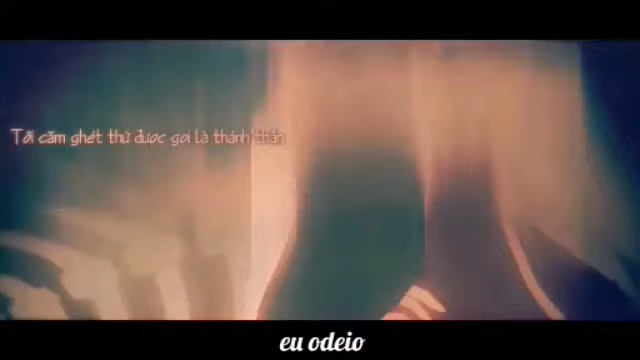 Tôi căm ghét thứ được gọi là thánh thần
eu odeio